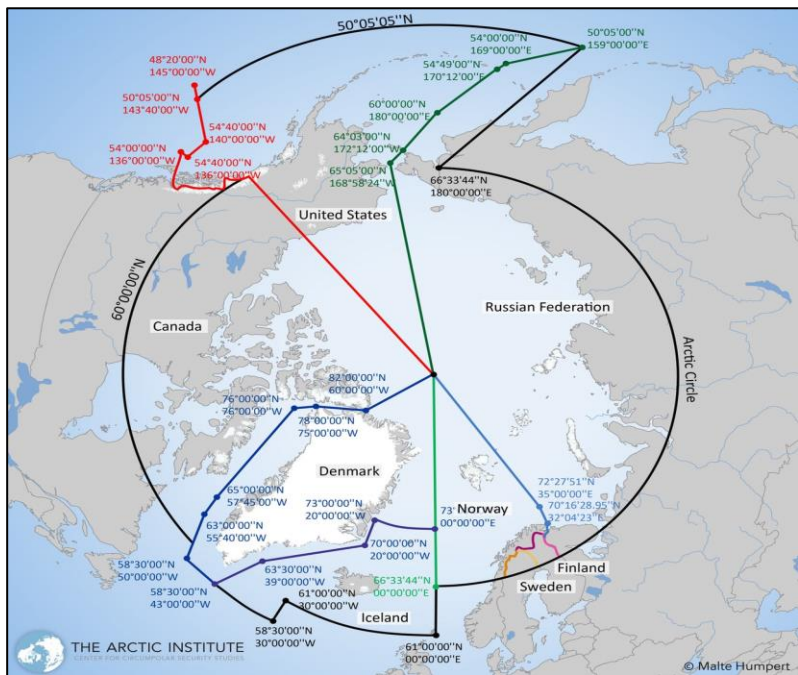 50°05'05''N
54°00'00''N
169°00'00''E
50°05'00''N
159°00'00''E
48°20'00''N
145°00'00''W
54°49'00''N
170°12'00''E
50°05'00''N
143°40'00''W
60°00'00''N
180°00'00''E
54°40'00''N
140°00'00''W
54°00'00''N
136°00'00''W
64°03'00''N
172°12'00''W
54°40'00''N
136°00'00''W
65°05'00''N
168°58'24''W
66°33'44''N
180°00'00''E
United States
60°00'00''N
Canada
Russian Federation
Arctic Circle
82°00'00''N
60°00'00''W
76°00'00''N
76°00'00''W
78°00'00''N
75°00'00''W
Denmark
72°27'51''N
35°00'00''E
65°00'00''N
57°45'00''W
73°00'00''N
20°00'00''W
73°
00°00'00''E
Norway
70°16'28.95''N
32°04'23''E
63°00'00''N
55°40'00''W
70°00'00''N
20°00'00''W
58°30'00''N
50°00'00''W
63°30'00''N
39°00'00''W
66°33'44''N
00°00'00''E
Finland
Sweden
58°30'00''N
43°00'00''W
61°00'00''N
30°00'00''W
Iceland
58°30'00''N
30°00'00''W
61°00'00''N
00°00'00''E
THE ARCTIC INSTITUTE
CENTER FOR CIRCUMPOLAR SECURITY STUDIES
© Malte Humpert